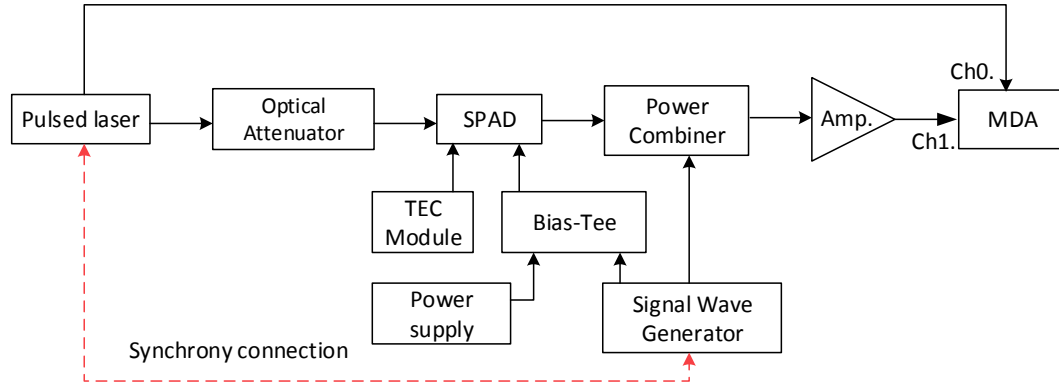 Ch0.
Pulsed laser
Optical
Attenuator
SPAD
Power
Combiner
Amp.
MDA
Ch1.
TEC
Module
Bias-Tee
Power
supply
Signal Wave
Generator
Synchrony connection